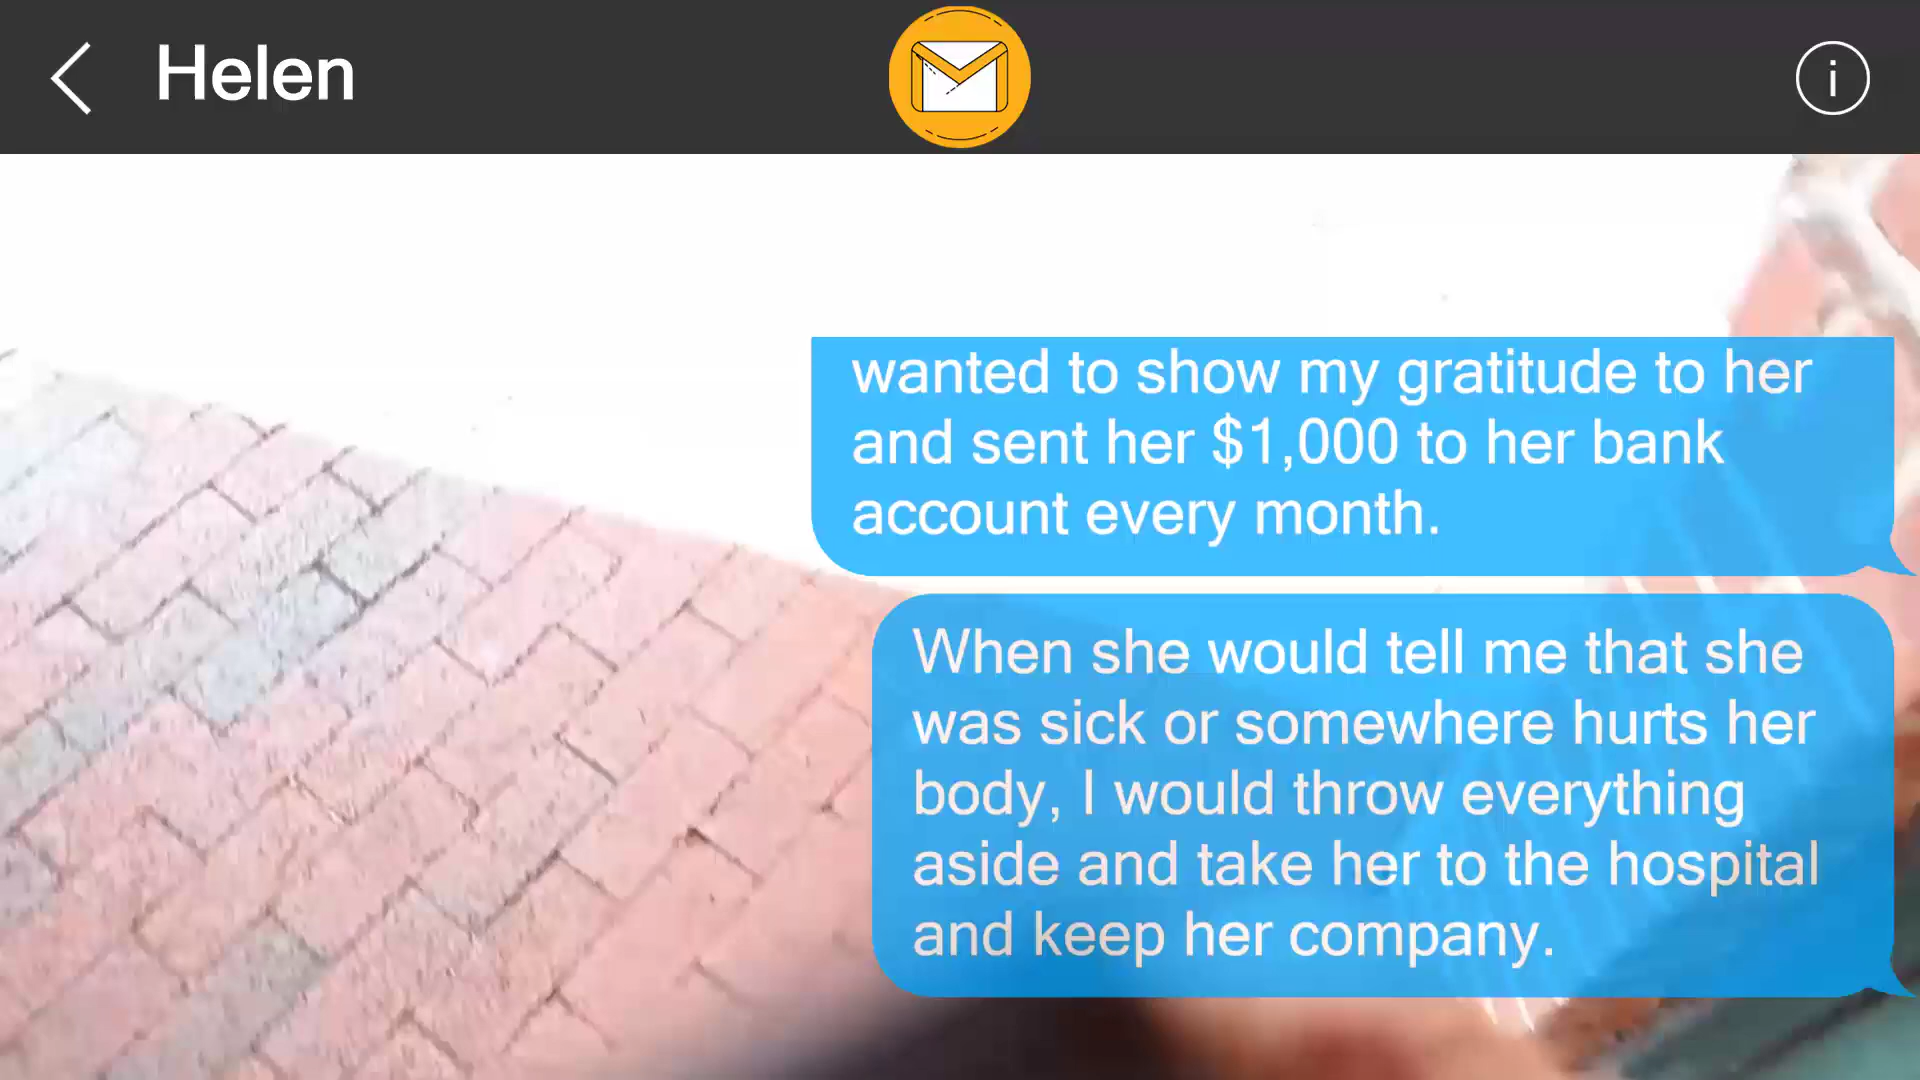 Helen
i
wanted to show my gratitude to her
and sent her $1,000 to her bank
account every month.
When she would tell me that she
was sick or somewhere hurts her
body, I would throw everything
aside and take her to the hospital
and keep her company.